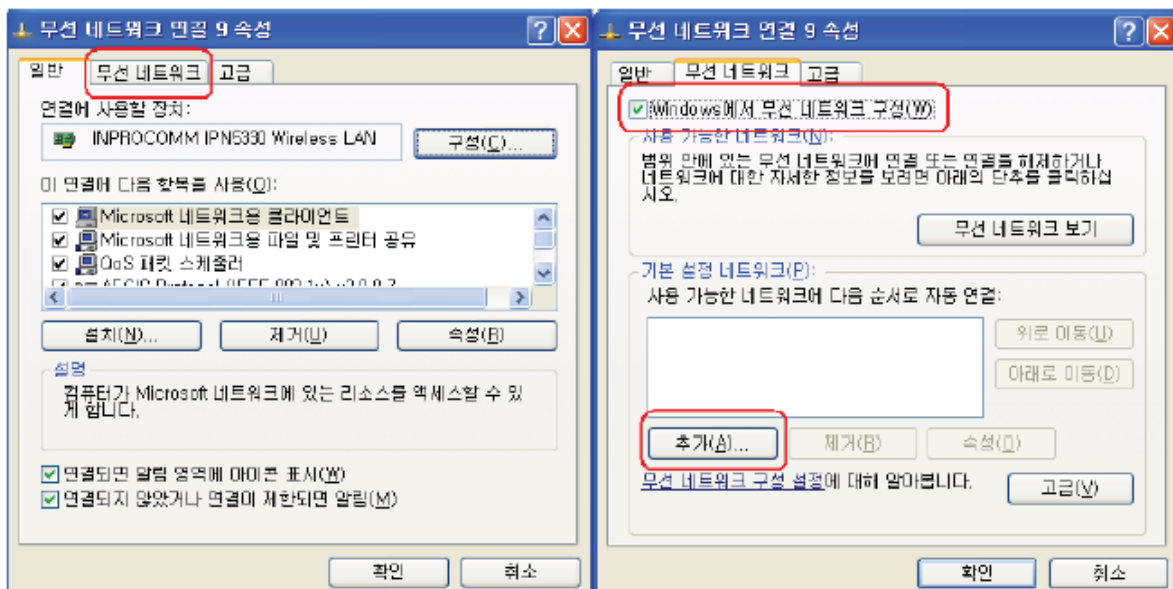 무선 네트워크 연결 9 속성
일반 무선 네트워크 고급
연결에 사용할 장치:
INPROCOMM IPN5330 Wireless LAN
구성(C)...
이 연결에 다음 항목을 사용(O):
Microsoft 네트워크용 클라이언트
Microsoft 네트워크용 파일 및 프린터 공유
QoS 패킷 스케줄러
설치(N)... 제거(U) 속성(R)
설명
컴퓨터가 Microsoft 네트워크에 있는 리소스를 액세스할 수 있
게 합니다.
연결되면 알림 영역에 아이콘 표시(W)
연결되지 않았거나 연결이 제한되면 알림(M)
확인 취소
무선 네트워크 연결 9 속성
일반 무선 네트워크 고급
Windows에서 무선 네트워크 구성(W)
사용 가능한 네트워크(N):
범위 안에 있는 무선 네트워크에 연결 또는 연결를 해제하거나
네트워크에 대한 자세한 정보를 보려면 아래의 단추를 클릭하십
시오.
무선 네트워크 보기
기본 설정 네트워크(P):
사용 가능한 네트워크에 다음 순서로 자동 연결:
위로 이동(U)
아래로 이동(D)
추가(A)... 제거(R) 속성(O)
무선 네트워크 구성 설정에 대해 알아봅니다.
고급(V)
확인 취소